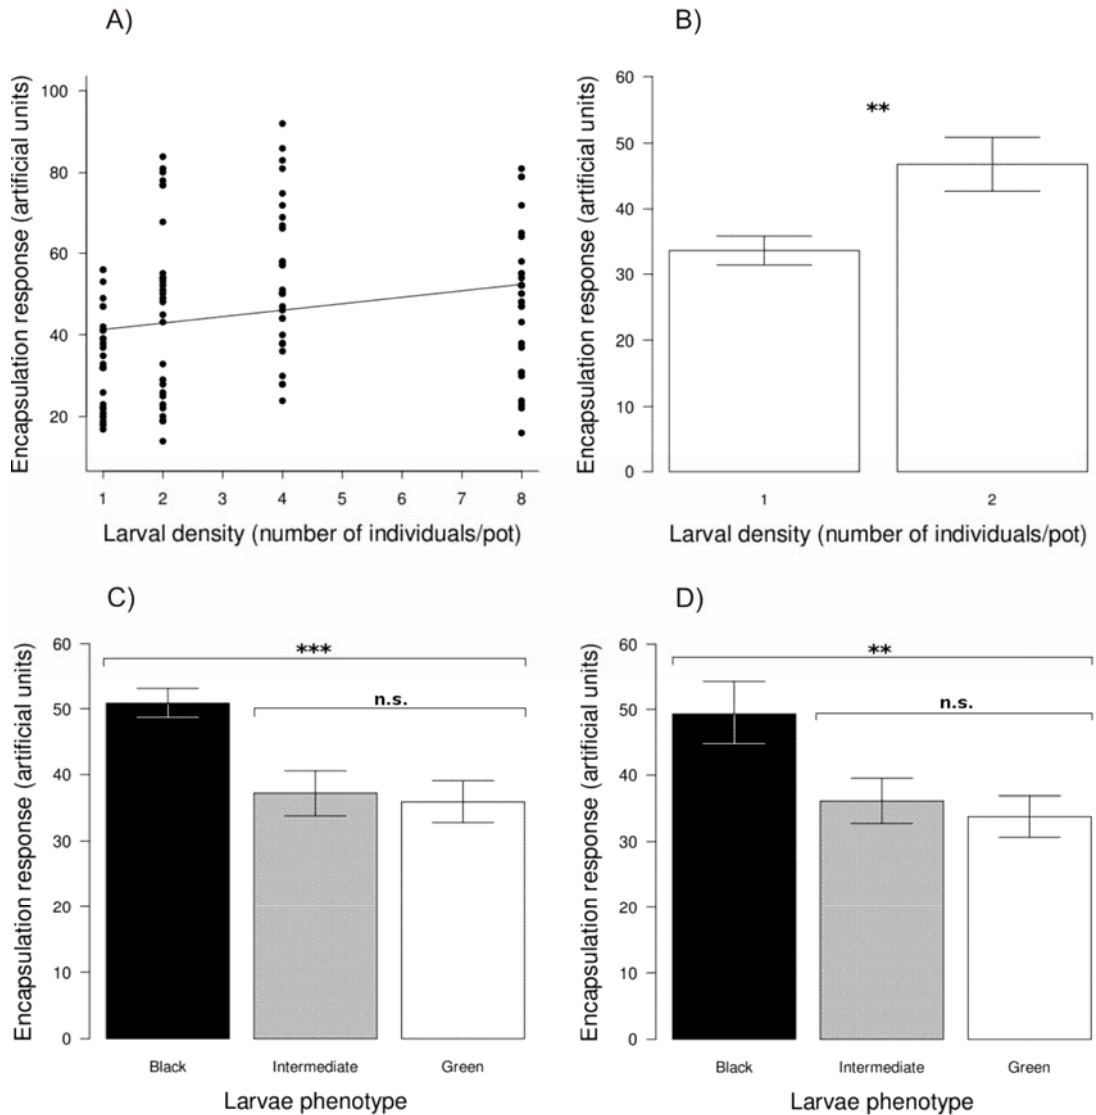 A)
Encapsulation response (artificial units)
100
80
60
40
20
1 2 3 4 5 6 7 8
Larval density (number of individuals/pot)
B)
Encapsulation response (artificial units)
60
50
40
30
20
10
0
**
1 2
Larval density (number of individuals/pot)
C)
Encapsulation response (artificial units)
60
50
40
30
20
10
0
***
n.s.
Black Intermediate Green
Larvae phenotype
D)
Encapsulation response (artificial units)
60
50
40
30
20
10
0
**
n.s.
Black Intermediate Green
Larvae phenotype